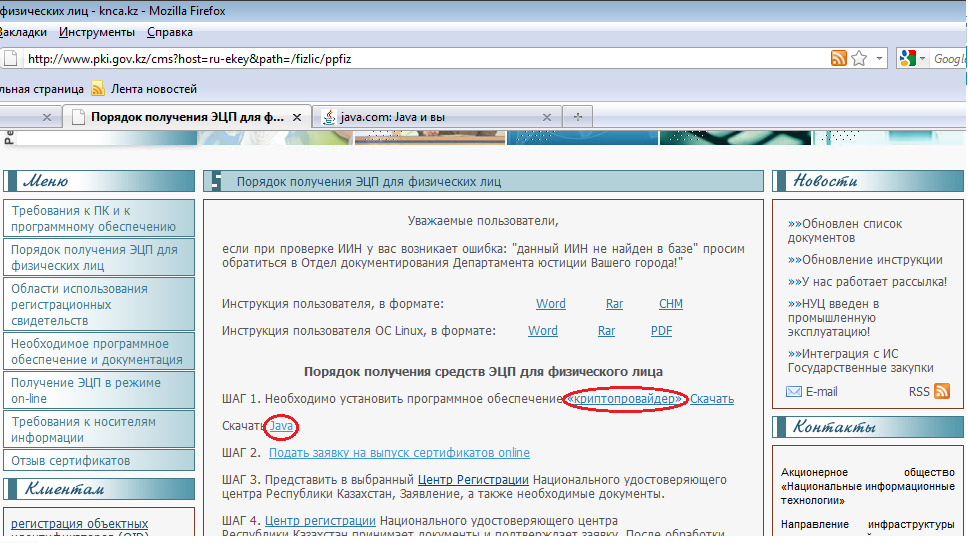 физических лиц - knca.kz - Mozilla Firefox
Закладки Инструменты Справка
http://www.pki.gov.kz/cms?host=ru-ekey&path=/fizlic/ppfiz
Google
льная страница Лента новостей
Порядок получения ЭЦП для ф... java.com: Java и вы
Меню
Требования к ПК и к
программному обеспечению
Порядок получения ЭЦП для
физических лиц
Области использования
регистрационных
свидетельств
Необходимое программное
обеспечение и документация
Получение ЭЦП в режиме
on-line
Требования к носителям
информации
Отзыв сертификатов
Клиентам
регистрация объектных
идентификаторов (OID)
Порядок получения ЭЦП для физических лиц
Уважаемые пользователи,
если при проверке ИИН у вас возникает ошибка: "данный ИИН не найден в базе" просим
обратиться в Отдел документирования Департамента юстиции Вашего города!"
Инструкция пользователя, в формате: Word Rar CHM
Инструкция пользователя ОС Linux, в формате: Word Rar PDF
Порядок получения средств ЭЦП для физического лица
ШАГ 1. Необходимо установить программное обеспечение «криптопровайдер». Скачать
Скачать Java
ШАГ 2. Подать заявку на выпуск сертификатов online
ШАГ 3. Представить в выбранный Центр Регистрации Национального удостоверяющего
центра Республики Казахстан, Заявление, а также необходимые документы.
ШАГ 4. Центр регистрации Национального удостоверяющего центра
Республики Казахстан принимает документы и подтверждает заявку. После обработки
Новости
»»Обновлен список
документов
»»Обновление инструкции
»»У нас работает рассылка!
»»НУЦ введен в
промышленную
эксплуатацию!
»»Интеграция с ИС
Государственные закупки
E-mail RSS
Контакты
Акционерное общество
«Национальные информационные
технологии»
Направление инфраструктуры